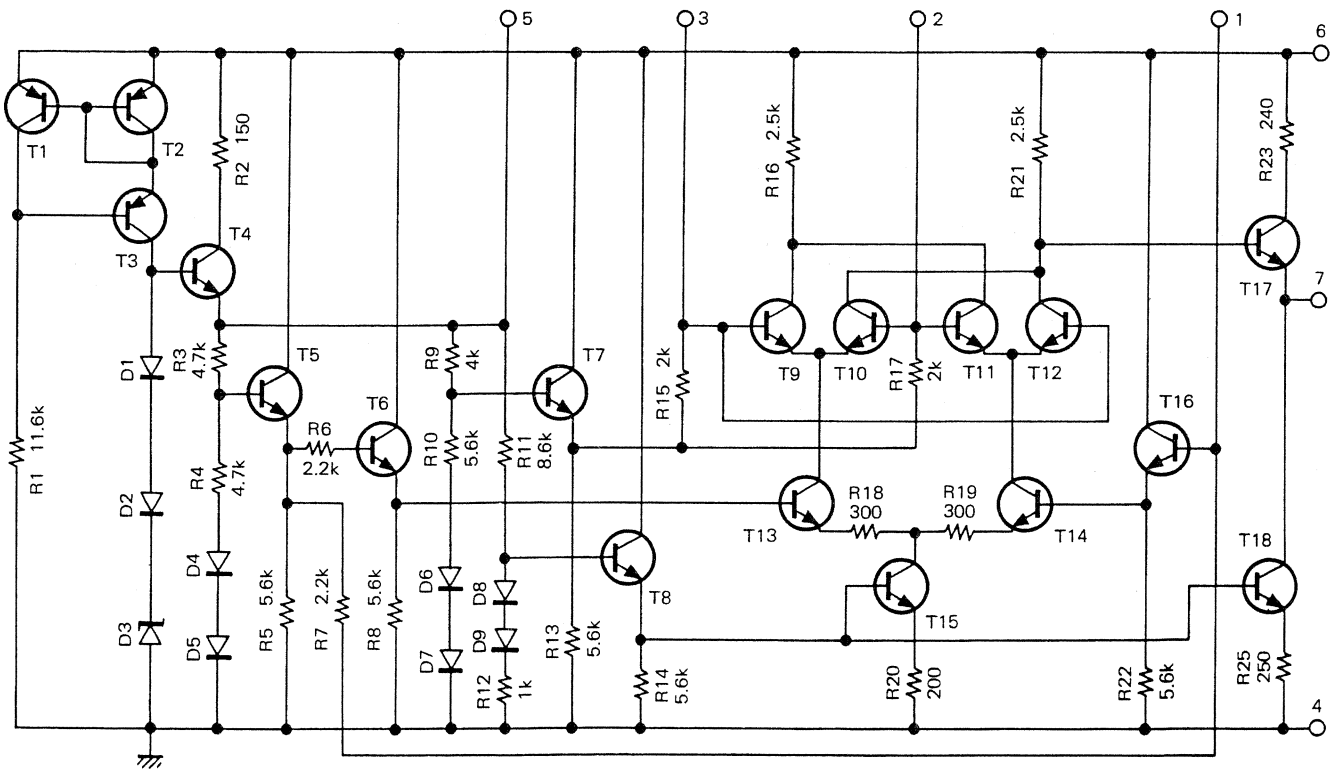 5
3
2
1
6
T1
T2
R2 150
R16 2.5k
R21 2.5k
R23 240
T3
T4
T17
7
D1
R3 4.7k
T5
R9 4k
T7
R15 2k
T9
T10
R17 2k
T11
T12
R1 11.6k
R4 4.7k
R6
2.2k
T6
R10 5.6k
R11 8.6k
T16
D2
R18
300
R19
300
T13
T14
D4
R5 5.6k
R7 2.2k
R8 5.6k
D6
D8
T8
T15
T18
D3
D5
D7
D9
R12 1k
R13 5.6k
R14 5.6k
R20 200
R22 5.6k
R25 250
4